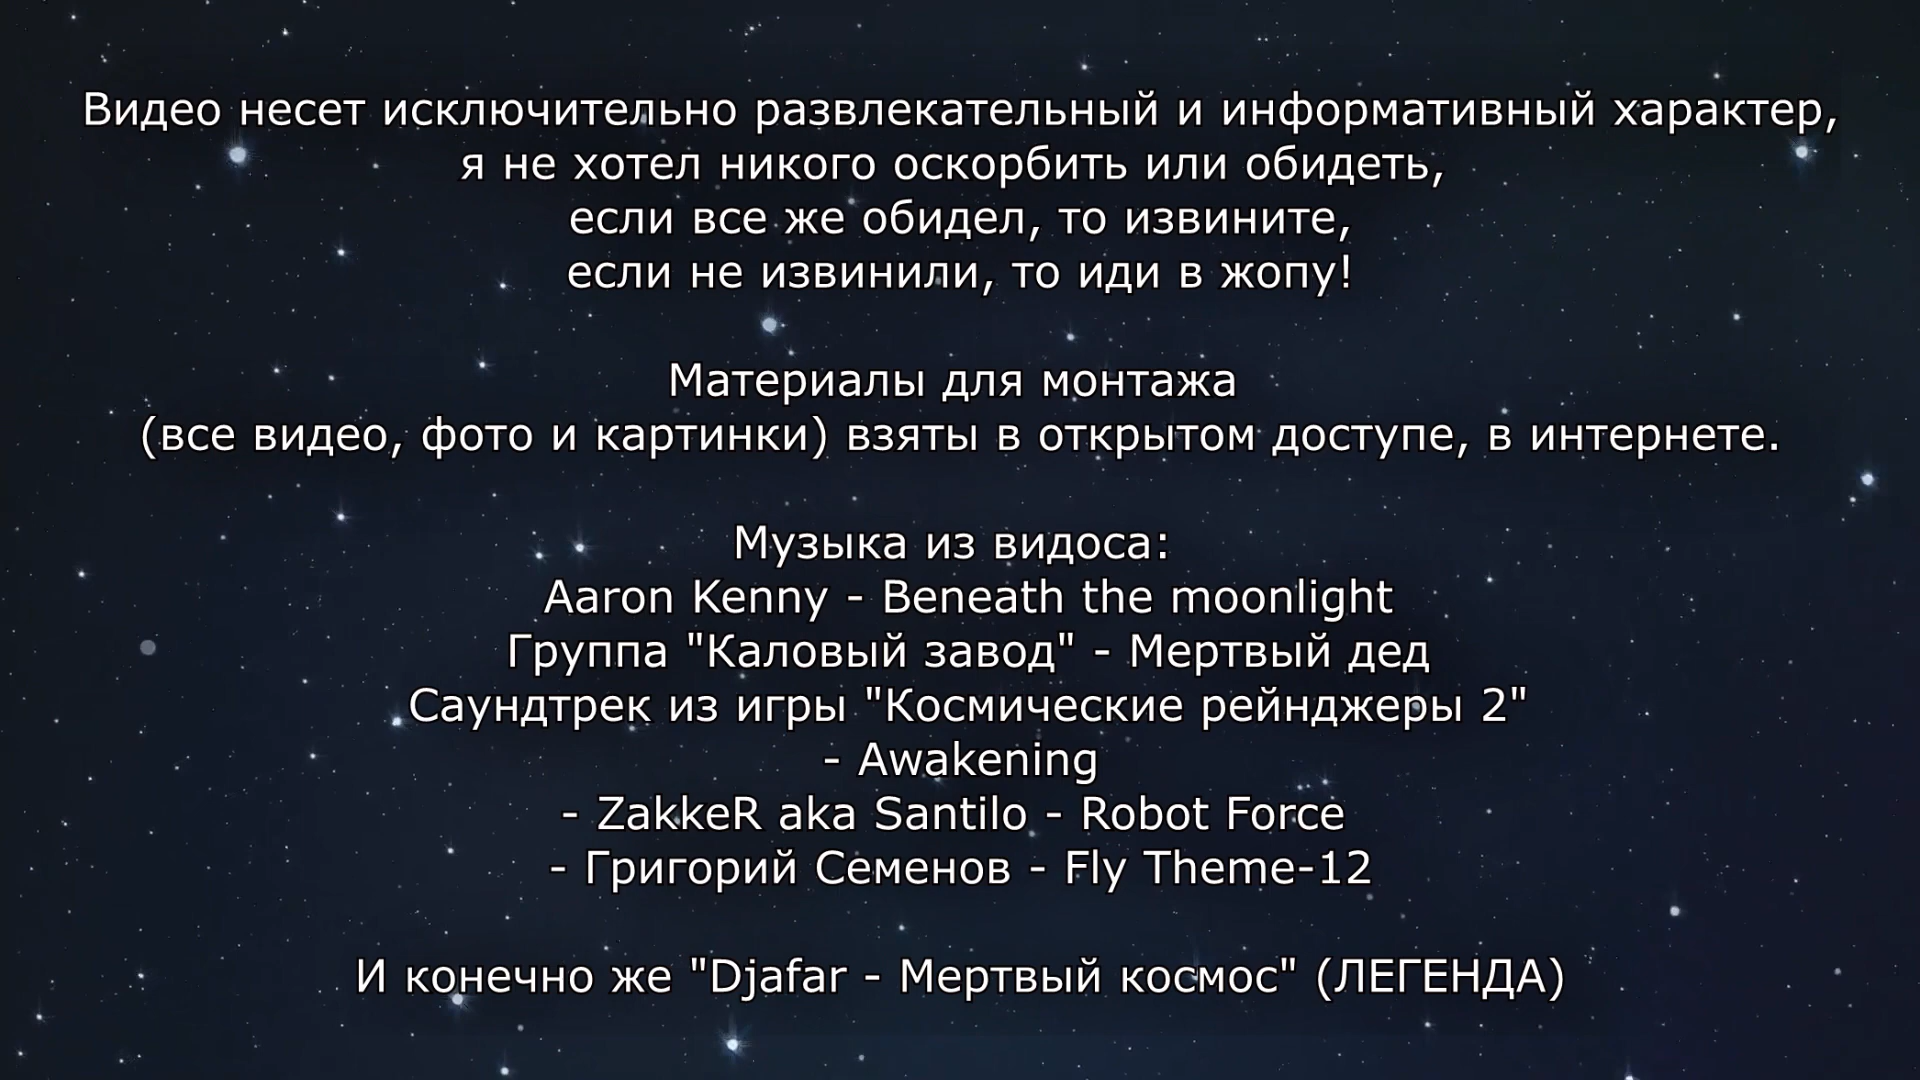 Видео несет исключительно развлекательный и информативный характер,
я не хотел никого оскорбить или обидеть,
если все же обидел, то извините,
если не извинили, то иди в жопу!
Материалы для монтажа
(все видео, фото и картинки) взяты в открытом доступе, в интернете.
Музыка из видоса:
Aaron Kenny - Beneath the moonlight
Группа "Каловый завод" - Мертвый дед
Саундтрек из игры "Космические рейнджеры 2"
- Awakening
- ZakkeR aka Santilo - Robot Force
- Григорий Семенов - Fly Theme-12
И конечно же "Djafar - Мертвый космос" (ЛЕГЕНДА)